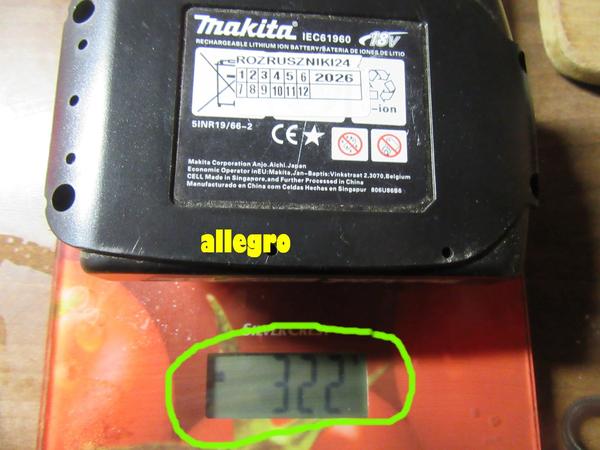 makita IEC61960 18v
RECHARGEABLE LITHIUM ION BATTERY/BATERIA DE IONES DE LITIO
ROZRUSZNIKI24
1 2 3 4 5 6 2026
7 8 9 10 11 12
-ion
5INR19/66-2
CE
Makita Corporation Anjo.Aichi.Japan
Economic Operator inEU:Makita,Jan-Baptis:Vinkstraat 2,3070,Belgium
CELL Made in Singapore,and Further Processed in China
Manufacturado en China com Celdas Hechas en Singapur 806U86B6
allegro
SILVERCREST
322